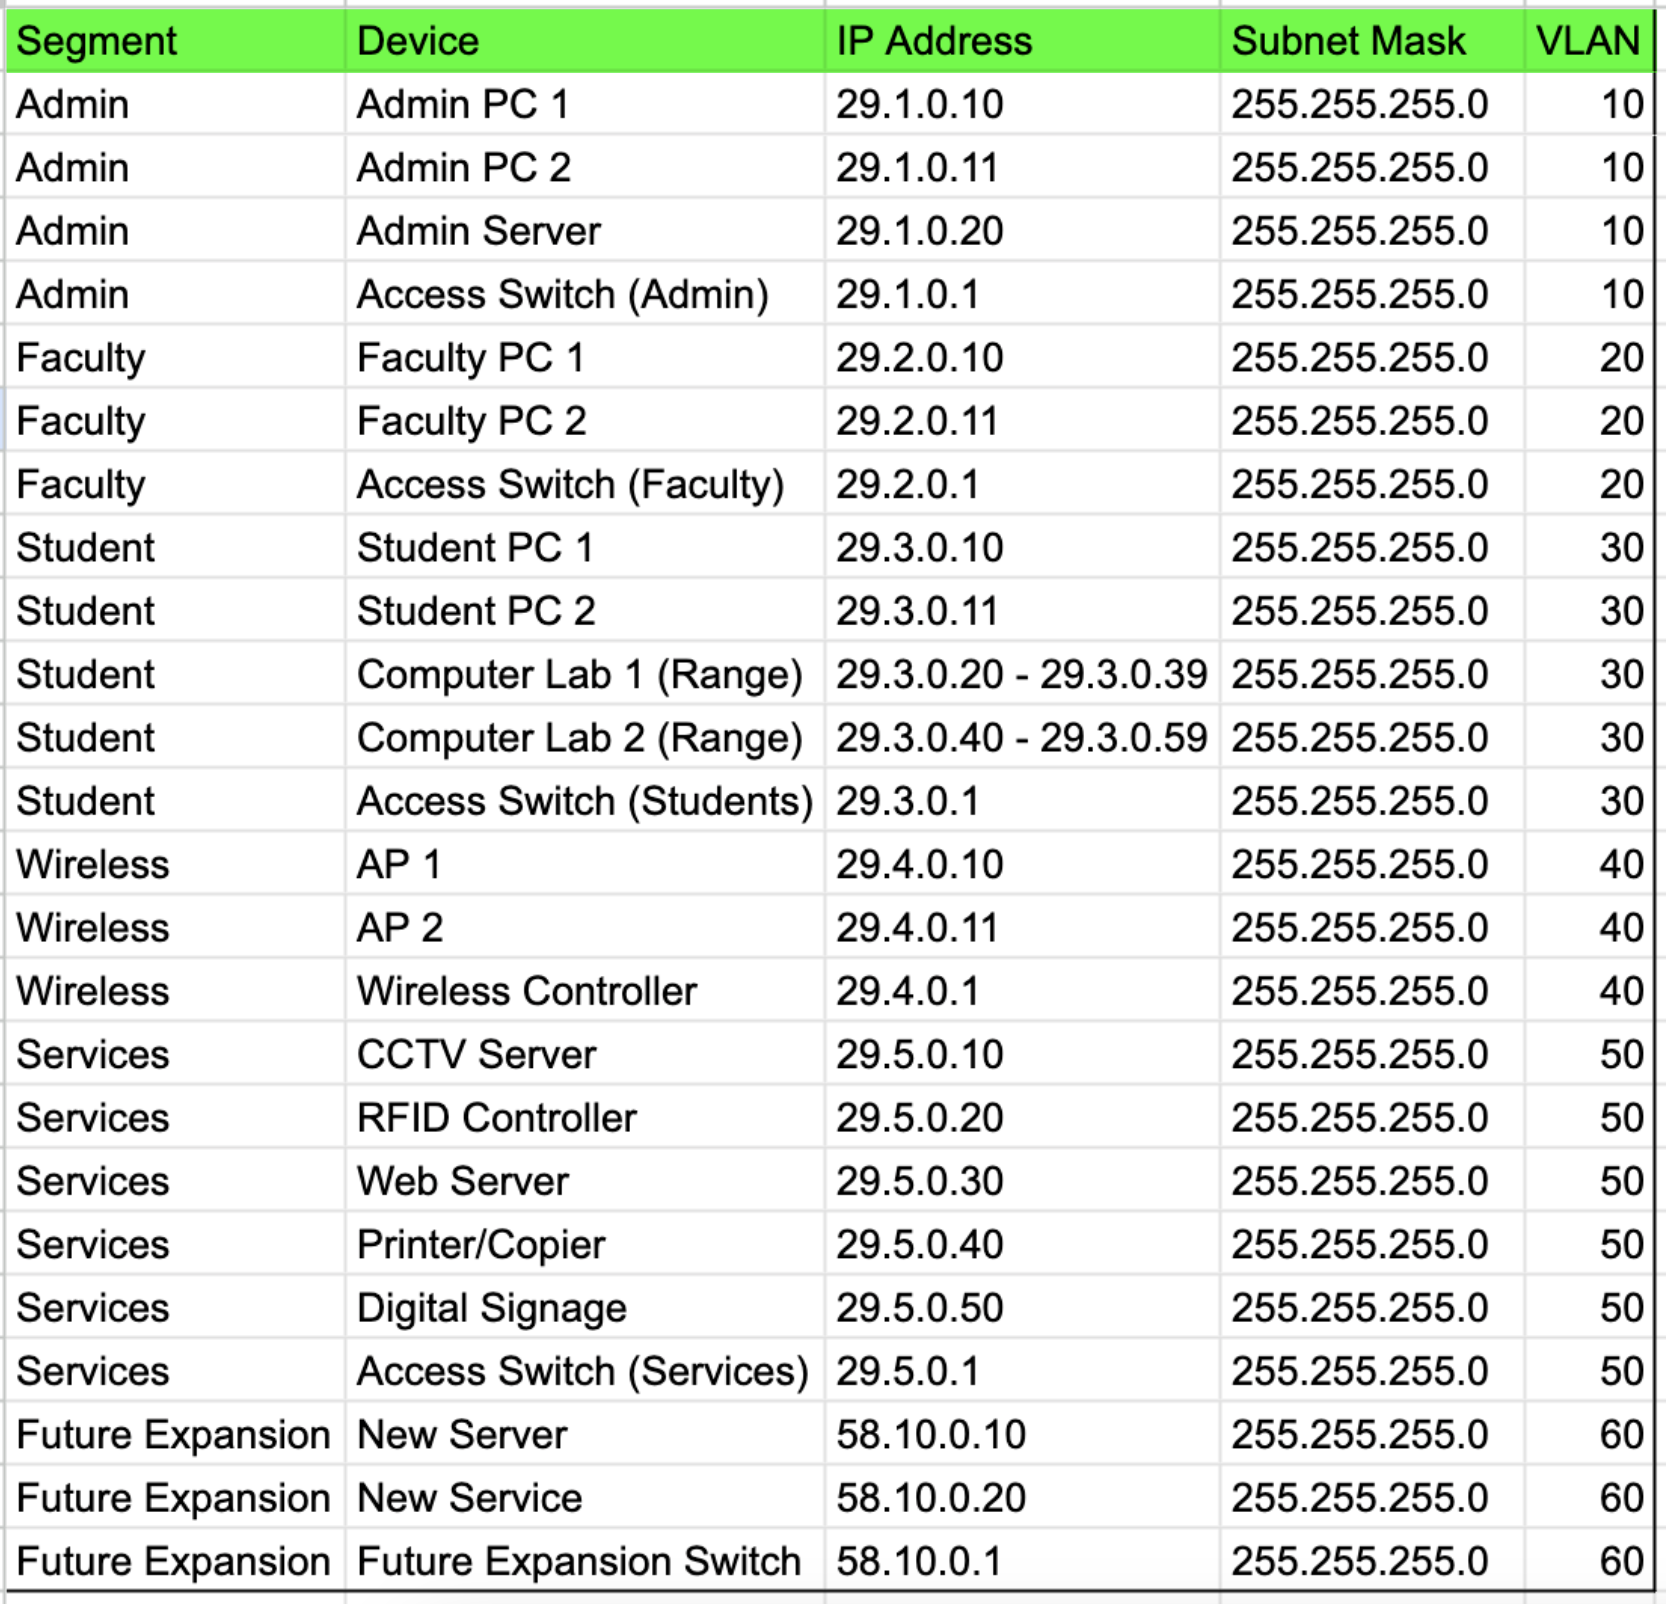 Segment Device IP Address Subnet Mask VLAN
Admin Admin PC 1 29.1.0.10 255.255.255.0 10
Admin Admin PC 2 29.1.0.11 255.255.255.0 10
Admin Admin Server 29.1.0.20 255.255.255.0 10
Admin Access Switch (Admin) 29.1.0.1 255.255.255.0 10
Faculty Faculty PC 1 29.2.0.10 255.255.255.0 20
Faculty Faculty PC 2 29.2.0.11 255.255.255.0 20
Faculty Access Switch (Faculty) 29.2.0.1 255.255.255.0 20
Student Student PC 1 29.3.0.10 255.255.255.0 30
Student Student PC 2 29.3.0.11 255.255.255.0 30
Student Computer Lab 1 (Range) 29.3.0.20 - 29.3.0.39 255.255.255.0 30
Student Computer Lab 2 (Range) 29.3.0.40 - 29.3.0.59 255.255.255.0 30
Student Access Switch (Students) 29.3.0.1 255.255.255.0 30
Wireless AP 1 29.4.0.10 255.255.255.0 40
Wireless AP 2 29.4.0.11 255.255.255.0 40
Wireless Wireless Controller 29.4.0.1 255.255.255.0 40
Services CCTV Server 29.5.0.10 255.255.255.0 50
Services RFID Controller 29.5.0.20 255.255.255.0 50
Services Web Server 29.5.0.30 255.255.255.0 50
Services Printer/Copier 29.5.0.40 255.255.255.0 50
Services Digital Signage 29.5.0.50 255.255.255.0 50
Services Access Switch (Services) 29.5.0.1 255.255.255.0 50
Future Expansion New Server 58.10.0.10 255.255.255.0 60
Future Expansion New Service 58.10.0.20 255.255.255.0 60
Future Expansion Future Expansion Switch 58.10.0.1 255.255.255.0 60